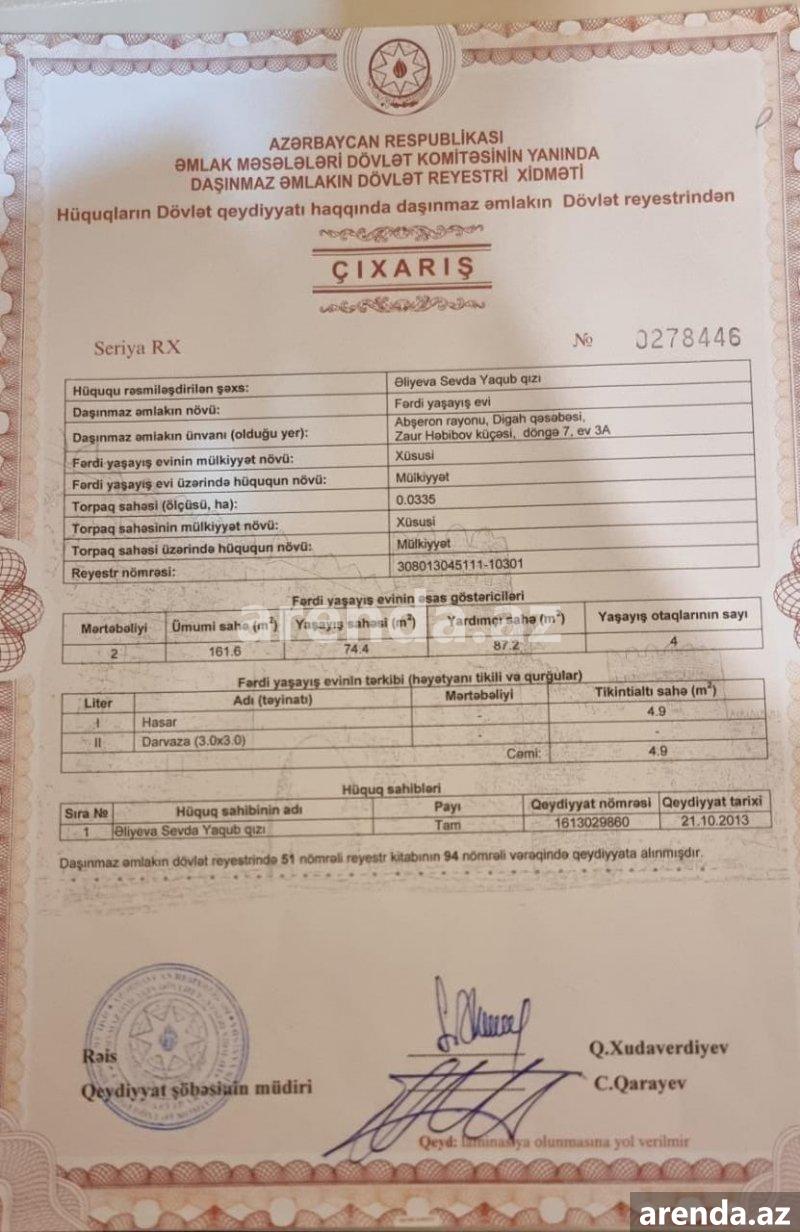 AZƏRBAYCAN RESPUBLİKASI
ƏMLAK MƏSƏLƏLƏRİ DÖVLƏT KOMİTƏSİNİN YANINDA
DAŞINMAZ ƏMLAKIN DÖVLƏT REYESTRİ XİDMƏTİ
Hüquqların Dövlət qeydiyyatı haqqında daşınmaz əmlakın Dövlət reyestrindən
ÇIXARIŞ
Seriya RX № 0278446
Hüququ rəsmiləşdirilən şəxs: Əliyeva Sevda Yaqub qızı
Daşınmaz əmlakın növü: Fərdi yaşayış evi
Daşınmaz əmlakın ünvanı (olduğu yer): Abşeron rayonu, Digah qəsəbəsi,
Zaur Həbibov küçəsi, döngə 7, ev 3A
Fərdi yaşayış evinin mülkiyyət növü: Xüsusi
Fərdi yaşayış evi üzərində hüququn növü: Mülkiyyət
Torpaq sahəsi (ölçüsü, ha): 0.0335
Torpaq sahəsinin mülkiyyət növü: Xüsusi
Torpaq sahəsi üzərində hüququn növü: Mülkiyyət
Reyestr nömrəsi: 308013045111-10301
Fərdi yaşayış evinin əsas göstəriciləri
Mərtəbəliyi Ümumi sahə (m²) Yaşayış sahəsi (m²) Yardımçı sahə (m²) Yaşayış otaqlarının sayı
2 161.6 74.4 87.2 4
arenda.az
Fərdi yaşayış evinin tərkibi (həyətyanı tikili və qurğular)
Liter Adı (təyinatı) Mərtəbəliyi Tikintialtı sahə (m²)
I Hasar - 4.9
II Darvaza (3.0x3.0) - -
Cəmi: 4.9
Hüquq sahibləri
Sıra № Hüquq sahibinin adı Payı Qeydiyyat nömrəsi Qeydiyyat tarixi
1 Əliyeva Sevda Yaqub qızı Tam 1613029860 21.10.2013
Daşınmaz əmlakın dövlət reyestrində 51 nömrəli reyestr kitabının 94 nömrəli vərəqində qeydiyyata alınmışdır.
Rəis Q.Xudaverdiyev
Qeydiyyat şöbəsinin müdiri C.Qarayev
Qeyd: laminasiya olunmasına yol verilmir
arenda.az